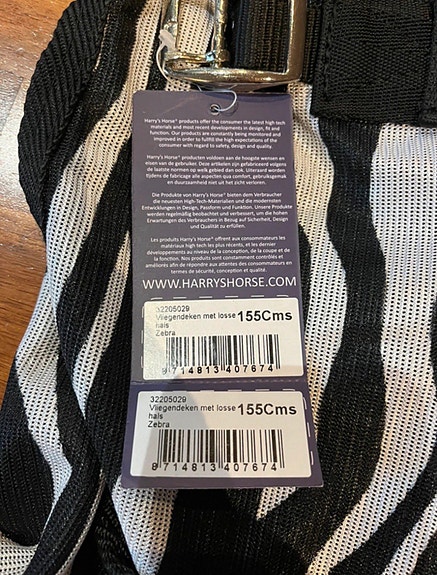 Harry's Horse® products offer the consumer the latest high tech
materials and most recent developments in design, fit and
function. Our products are constantly being monitored and
improved in order to fullfill the high expectations of the
consumer with regard to safety, design and quality.
Harry's Horse® producten voldoen aan de hoogste wensen an
eisen van de gebruiker. Deze artikelen zijn gefabriceerd volgens
de laatste normen op welk gebied dan ook. Uiteraard worden
tijdens de fabricage alle aspecten qua comfort, gebruiksgemak
en duurzaamheid niet uit het zicht verloren.
Die Produkte von Harry's Horse® bieten dem Verbraucher
die neuesten High-Tech-Materialien und die modernsten
Entwicklungen in Design, Passform und Funktion. Unsere Produkte
werden regelmäßig beobachtet und verbessert, um die hohen
Erwartungen des Verbrauchers in Bezug auf Sicherheit, Design
und Qualität zu erfüllen.
Les produits Harry's Horse® offrent aux consommateurs les
matériaux high tech les plus récents, et les dernier
développements au niveau de la conception, de la coupe et de
la fonction. Nos produits sont constamment contrôlés et
améliorés afin de répondre aux attentes des consommateurs en
termes de sécurité, conception et qualité.
WWW.HARRYSHORSE.COM
32205029
Vliegendeken met losse 155Cms
hals
Zebra
8 714813 407674
32205029
Vliegendeken met losse 155Cms
hals
Zebra
8 714813 407674